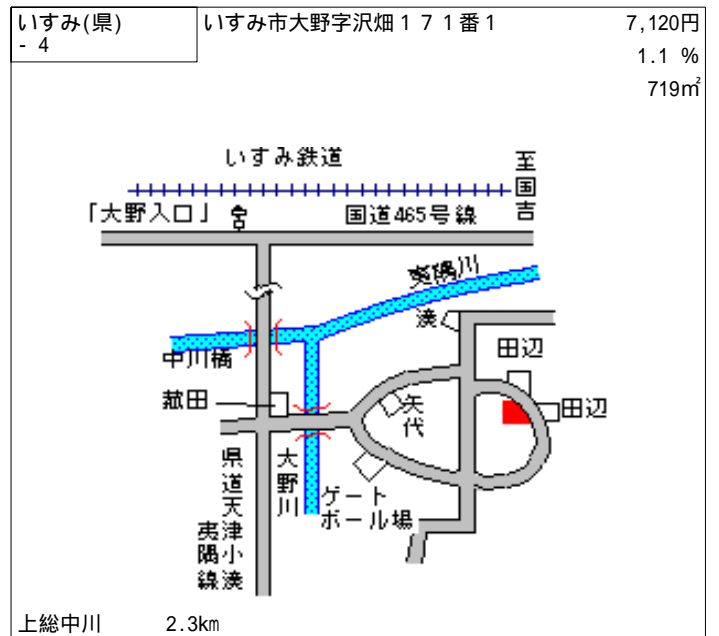 いすみ(県)
- 4
いすみ市大野字沢畑１７１番1
7,120円
1.1 %
719㎡
いすみ鉄道
至国吉
「大野入口」
国道465号線
夷隅川
湊
中川橋
田辺
菰田
矢代
田辺
県道天津小湊夷隅線
大野川
ゲート
ボール場
上総中川
2.3km